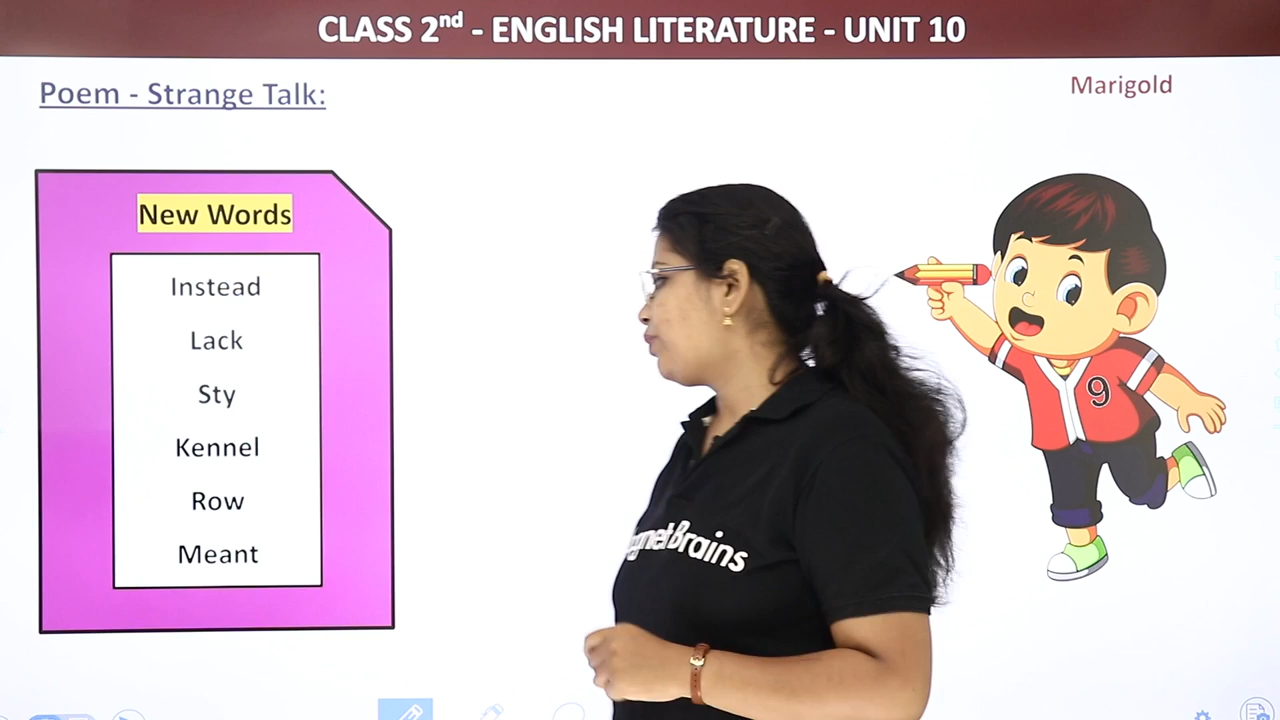 CLASS 2nd - ENGLISH LITERATURE - UNIT 10
Poem - Strange Talk:
Marigold
New Words
Instead
Lack
Sty
Kennel
Row
Meant
9
gnetBrains